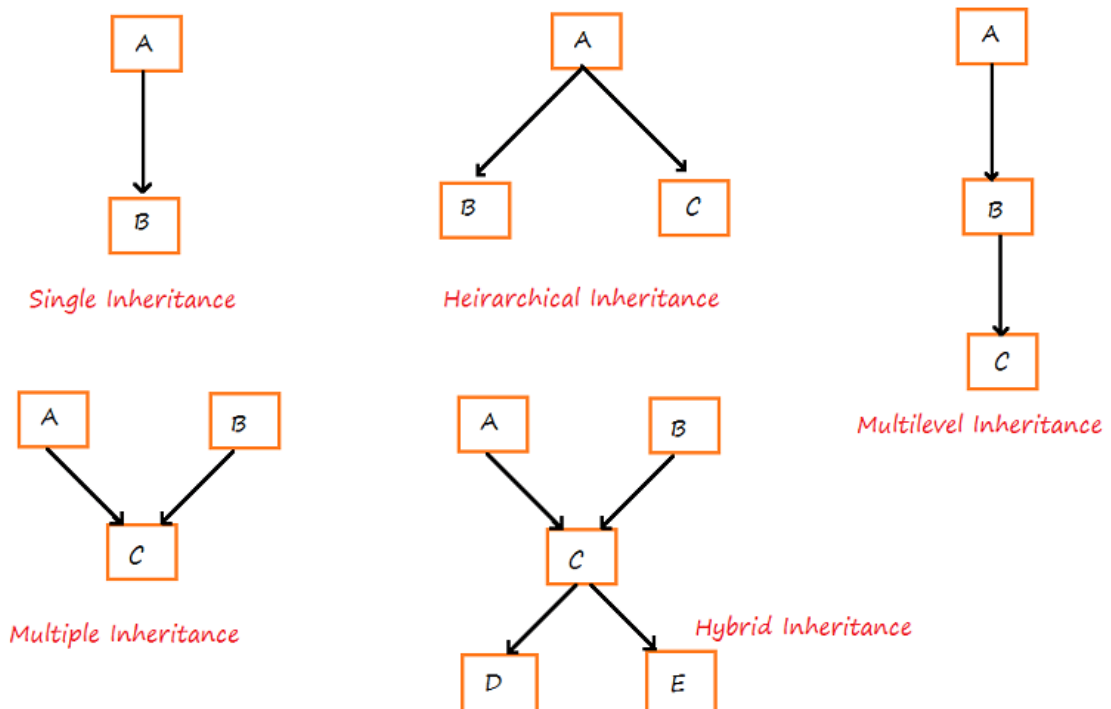 A
B
Single Inheritance
A
B C
Heirarchical Inheritance
A
B
C
Multilevel Inheritance
A B
C
Multiple Inheritance
A B
C
D E
Hybrid Inheritance